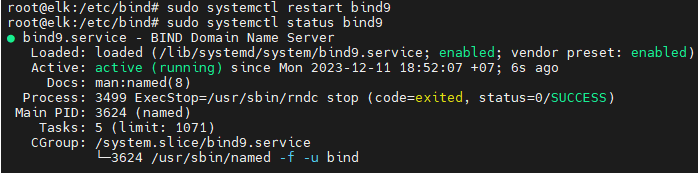 root@elk:/etc/bind# sudo systemctl restart bind9
root@elk:/etc/bind# sudo systemctl status bind9
● bind9.service - BIND Domain Name Server
   Loaded: loaded (/lib/systemd/system/bind9.service; enabled; vendor preset: enabled)
   Active: active (running) since Mon 2023-12-11 18:52:07 +07; 6s ago
     Docs: man:named(8)
  Process: 3499 ExecStop=/usr/sbin/rndc stop (code=exited, status=0/SUCCESS)
 Main PID: 3624 (named)
    Tasks: 5 (limit: 1071)
   CGroup: /system.slice/bind9.service
           └─3624 /usr/sbin/named -f -u bind